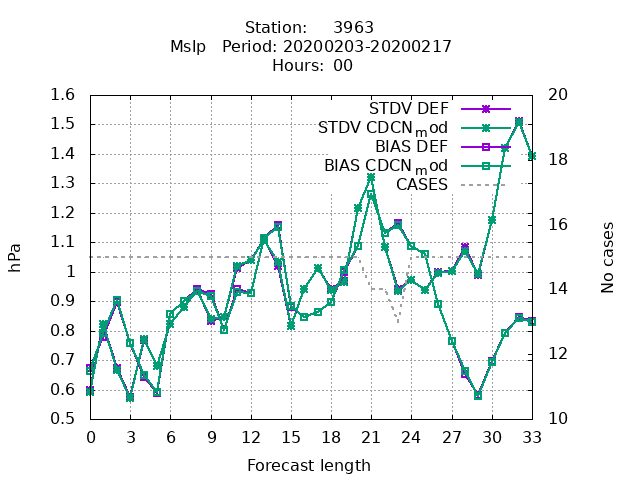 Station: 3963
Mslp Period: 20200203-20200217
Hours: 00
1.6
1.5
1.4
1.3
1.2
1.1
1
0.9
0.8
0.7
0.6
0.5
hPa
STDV DEF
STDV CDCN_mod
BIAS DEF
BIAS CDCN_mod
CASES
20
18
16
14
12
10
No cases
0 3 6 9 12 15 18 21 24 27 30 33
Forecast length